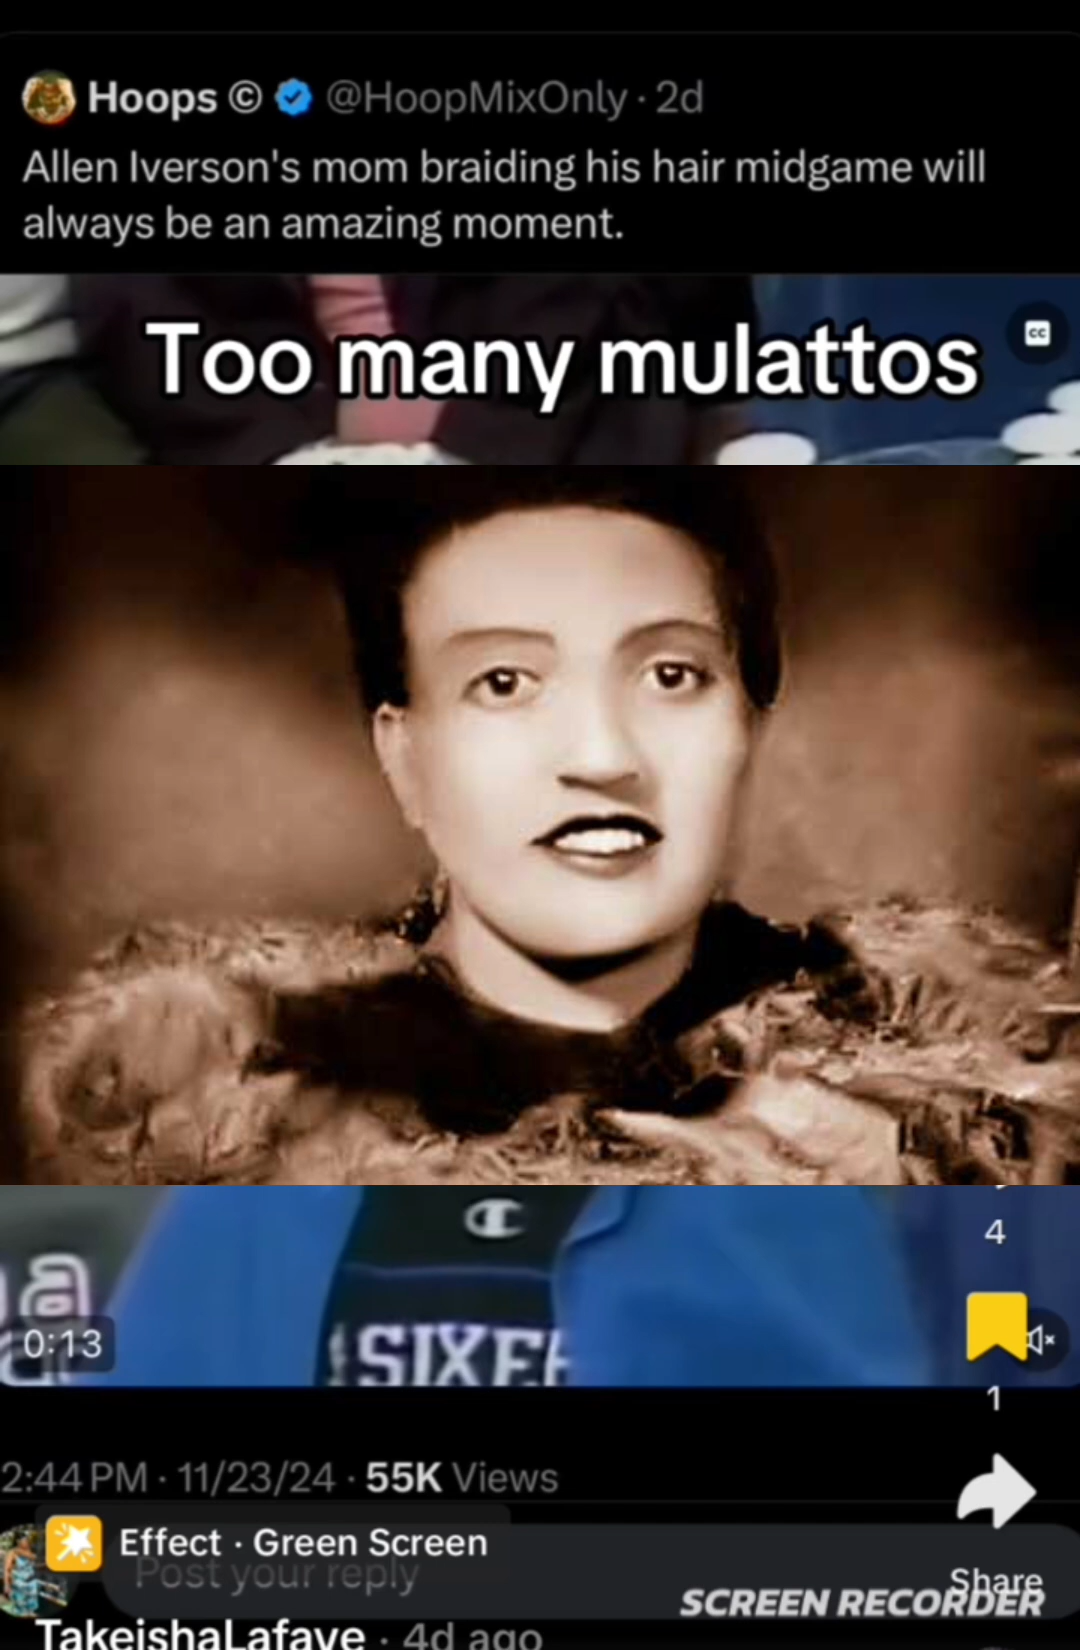 Hoops © @HoopMixOnly · 2d
Allen Iverson's mom braiding his hair midgame will
always be an amazing moment.
cc
Too many mulattos
4
a
SIXE
0:13
1
2:44 PM · 11/23/24 · 55K Views
Effect · Green Screen
Post your reply
Share
SCREEN RECORDER
TakeishaLafaye · 4d ago